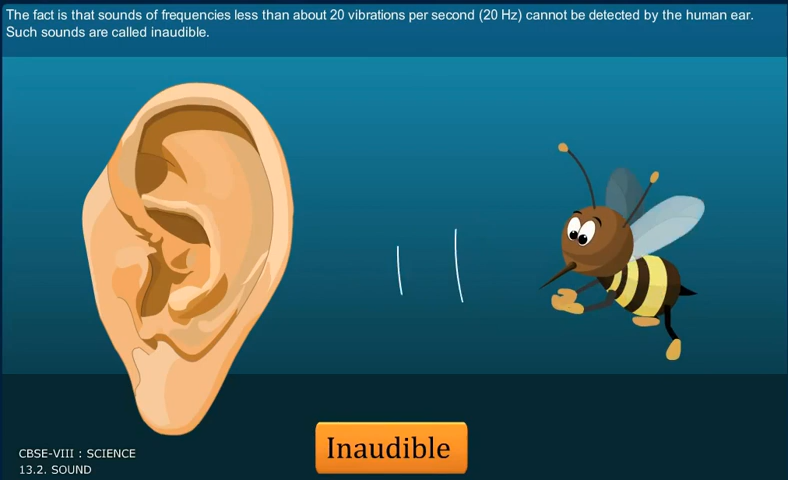 The fact is that sounds of frequencies less than about 20 vibrations per second (20 Hz) cannot be detected by the human ear.
Such sounds are called inaudible.
Inaudible
CBSE-VIII : SCIENCE
13.2. SOUND